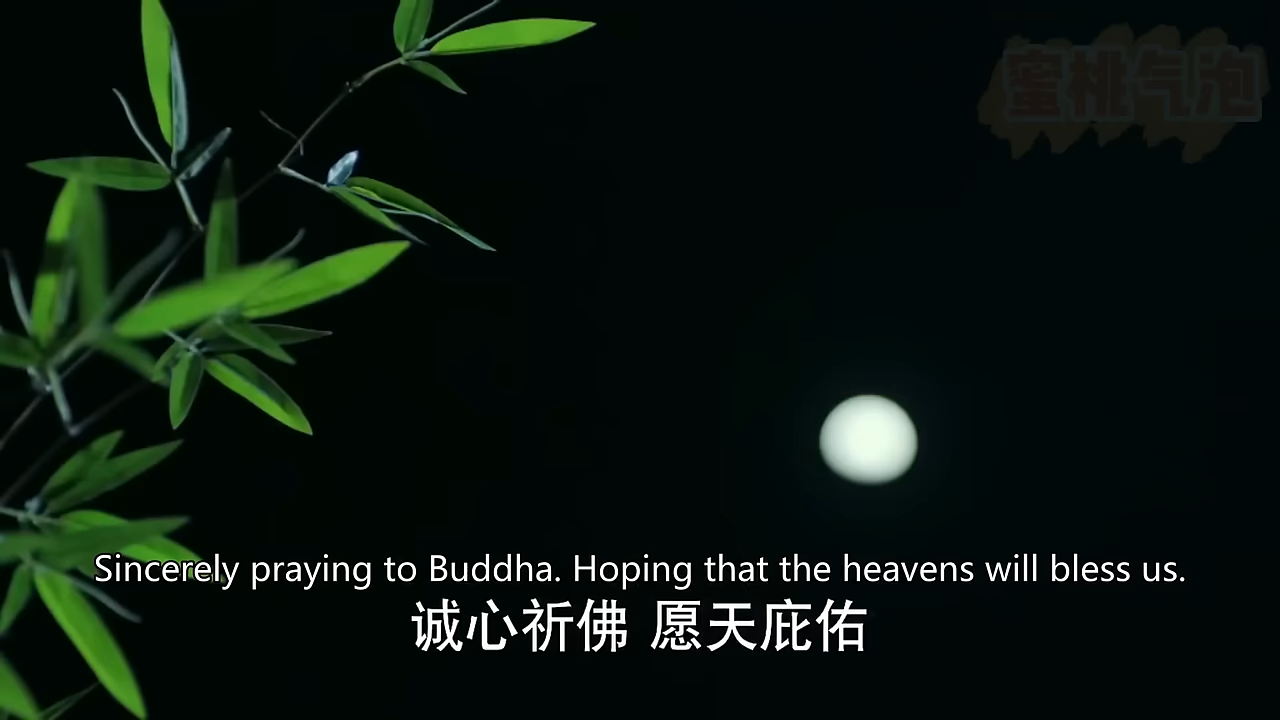 蜜桃气泡
Sincerely praying to Buddha. Hoping that the heavens will bless us.
诚心祈佛 愿天庇佑